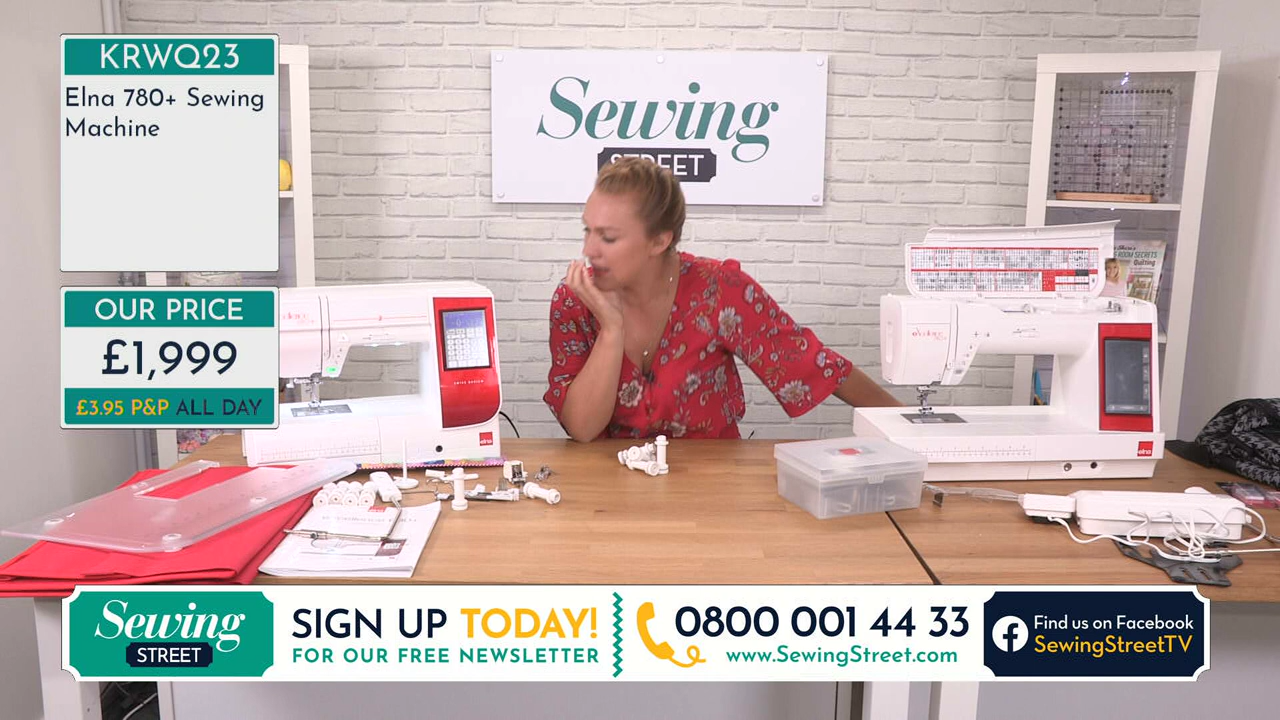 KRWQ23
Elna 780+ Sewing
Machine
OUR PRICE
£1,999
£3.95 P&P ALL DAY
Sewing
STREET
elna
elna
Sewing
STREET
SIGN UP TODAY!
FOR OUR FREE NEWSLETTER
0800 001 44 33
www.SewingStreet.com
Find us on Facebook
SewingStreetTV